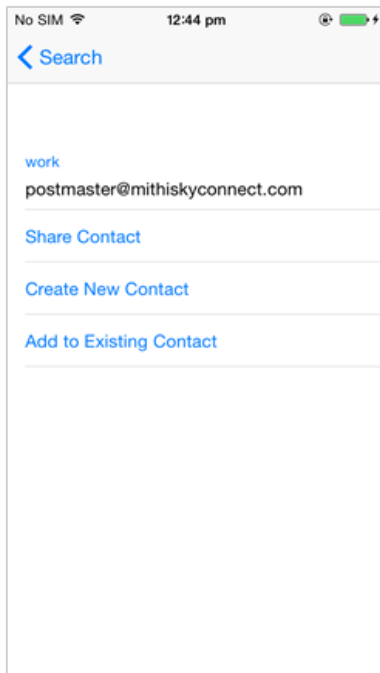 No SIM 12:44 pm
Search
work
postmaster@mithiskyconnect.com
Share Contact
Create New Contact
Add to Existing Contact